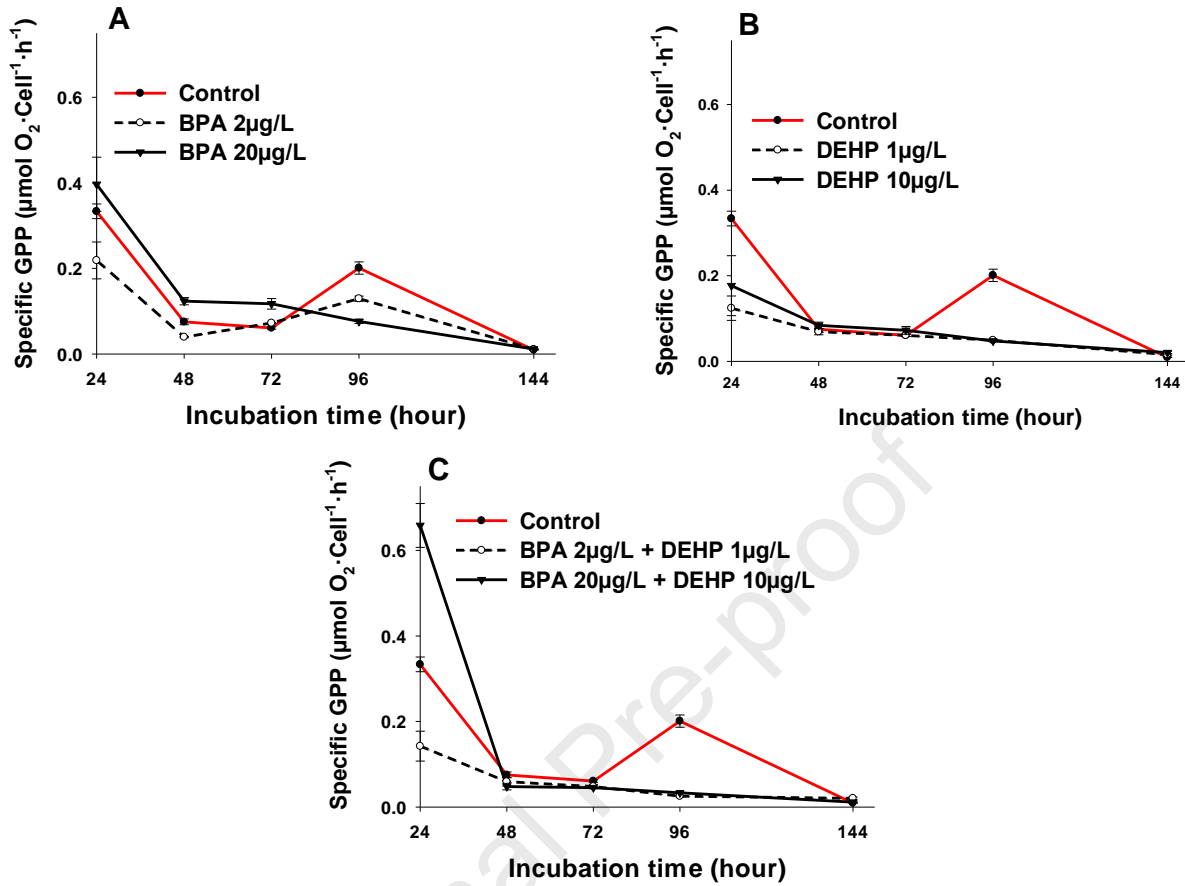 A
Specific GPP (µmol O₂·Cell⁻¹·h⁻¹)
0.6
0.4
0.2
0.0
Control
BPA 2µg/L
BPA 20µg/L
24 48 72 96 144
Incubation time (hour)
B
Specific GPP (µmol O₂·Cell⁻¹·h⁻¹)
0.6
0.4
0.2
0.0
Control
DEHP 1µg/L
DEHP 10µg/L
24 48 72 96 144
Incubation time (hour)
C
Specific GPP (µmol O₂·Cell⁻¹·h⁻¹)
0.6
0.4
0.2
0.0
Control
BPA 2µg/L + DEHP 1µg/L
BPA 20µg/L + DEHP 10µg/L
24 48 72 96 144
Incubation time (hour)
al Pre-proof